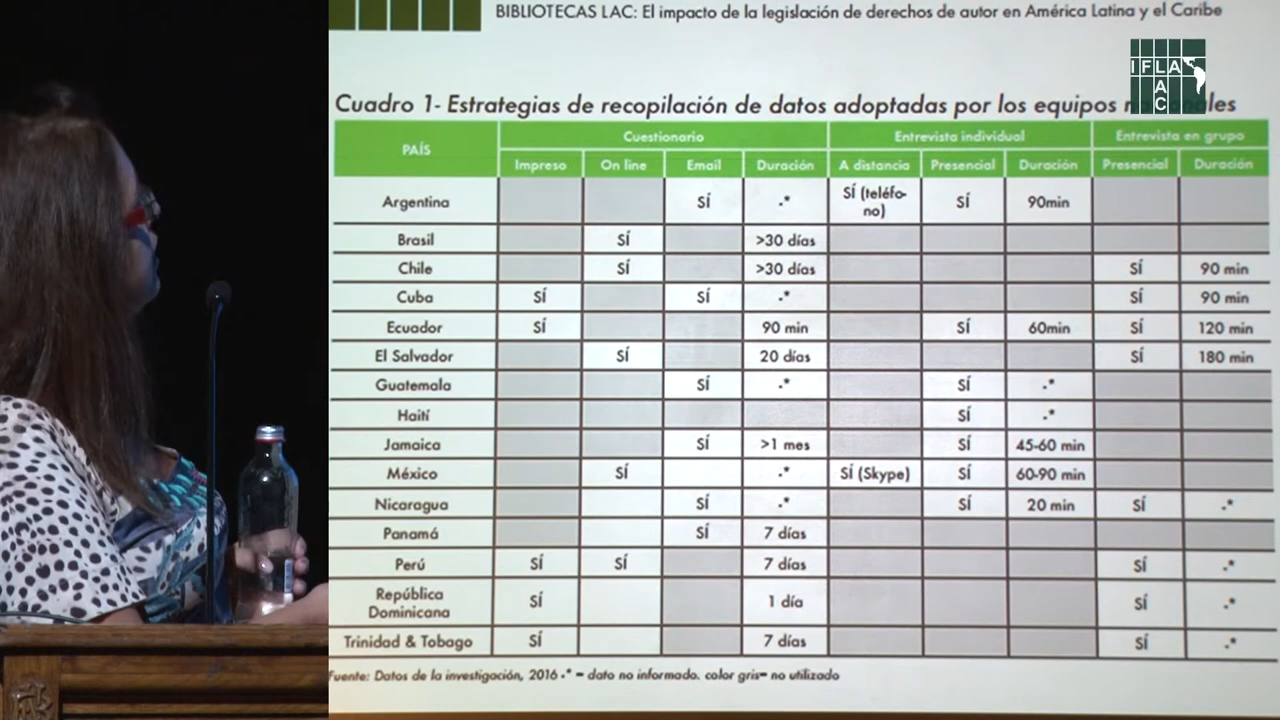 BIBLIOTECAS LAC: El impacto de la legislación de derechos de autor en América Latina y el Caribe
IFLA
A
C
Cuadro 1- Estrategias de recopilación de datos adoptadas por los equipos
PAÍS Cuestionario Entrevista individual Entrevista en grupo
Impreso On line Email Duración A distancia Presencial Duración Presencial Duración
Argentina SÍ .* SÍ (teléfo-
no) SÍ 90min
Brasil SÍ >30 días
Chile SÍ >30 días SÍ 90 min
Cuba SÍ SÍ .* SÍ 90 min
Ecuador SÍ 90 min SÍ 60min SÍ 120 min
El Salvador SÍ 20 días SÍ 180 min
Guatemala SÍ .* SÍ .*
Haití SÍ .*
Jamaica SÍ >1 mes SÍ 45-60 min
México SÍ .* SÍ (Skype) SÍ 60-90 min
Nicaragua SÍ .* SÍ 20 min SÍ .*
Panamá SÍ 7 días
Perú SÍ SÍ 7 días SÍ .*
República
Dominicana SÍ 1 día SÍ .*
Trinidad & Tobago SÍ 7 días SÍ .*
Fuente: Datos de la investigación, 2016 .* = dato no informado. color gris= no utilizado